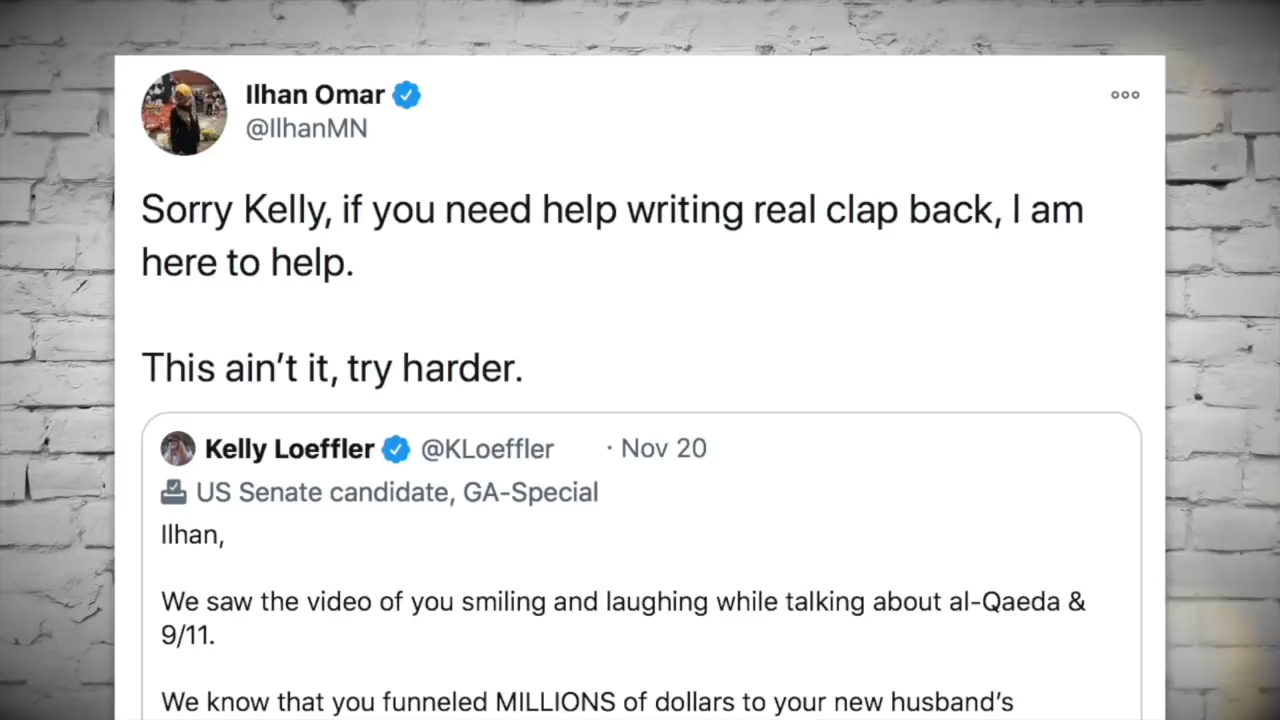 Ilhan Omar
@IlhanMN
Sorry Kelly, if you need help writing real clap back, I am
here to help.
This ain’t it, try harder.
Kelly Loeffler @KLoeffler · Nov 20
US Senate candidate, GA-Special
Ilhan,
We saw the video of you smiling and laughing while talking about al-Qaeda &
9/11.
We know that you funneled MILLIONS of dollars to your new husband’s